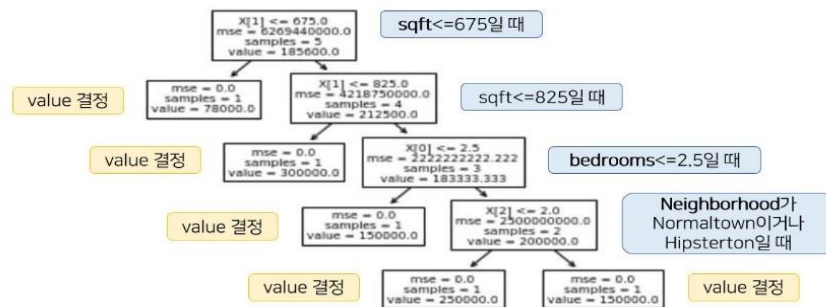 X[1] <= 675.0
mse = 6269440000.0
samples = 5
value = 185600.0
sqft<=675일 때
value 결정
mse = 0.0
samples = 1
value = 78000.0
X[1] <= 825.0
mse = 4218750000.0
samples = 4
value = 212500.0
sqft<=825일 때
value 결정
mse = 0.0
samples = 1
value = 300000.0
X[0] <= 2.5
mse = 2222222222.222
samples = 3
value = 183333.333
bedrooms<=2.5일 때
value 결정
mse = 0.0
samples = 1
value = 150000.0
X[2] <= 2.0
mse = 2500000000.0
samples = 2
value = 200000.0
Neighborhood가
Normaltown이거나
Hipsterton일 때
value 결정
mse = 0.0
samples = 1
value = 250000.0
mse = 0.0
samples = 1
value = 150000.0
value 결정